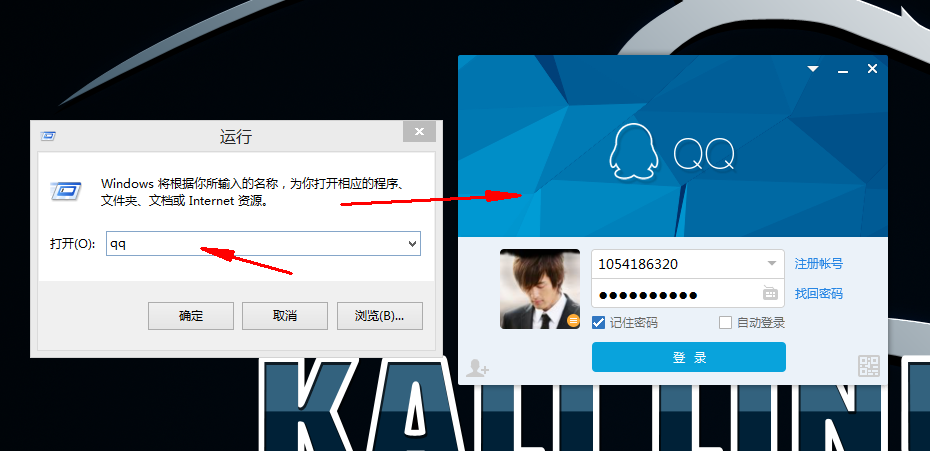 运行
Windows 将根据你所输入的名称，为你打开相应的程序、
文件夹、文档或 Internet 资源。
打开(O):
qq
确定
取消
浏览(B)...
QQ
1054186320
注册帐号
●●●●●●●●●●
找回密码
记住密码
自动登录
登 录
KALI LINU